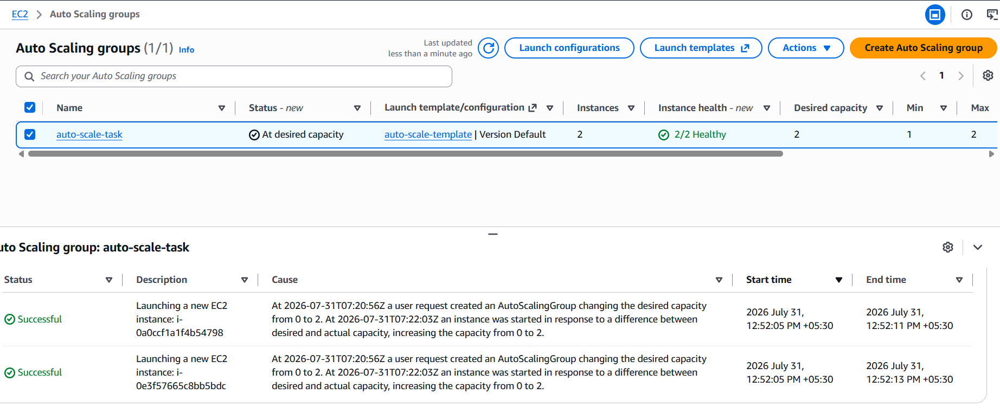 EC2 > Auto Scaling groups
Auto Scaling groups (1/1) Info
Last updated
less than a minute ago
Launch configurations
Launch templates
Actions
Create Auto Scaling group
Search your Auto Scaling groups
1
Name Status - new Launch template/configuration Instances Instance health - new Desired capacity Min Max
auto-scale-task At desired capacity auto-scale-template | Version Default 2 2/2 Healthy 2 1 2
uto Scaling group: auto-scale-task
Status Description Cause Start time End time
Successful
Launching a new EC2
instance: i-
0a0ccf1a1f4b54798
At 2026-07-31T07:20:56Z a user request created an AutoScalingGroup changing the desired capacity
from 0 to 2. At 2026-07-31T07:22:03Z an instance was started in response to a difference between
desired and actual capacity, increasing the capacity from 0 to 2.
2026 July 31,
12:52:05 PM +05:30
2026 July 31,
12:52:11 PM +05:30
Successful
Launching a new EC2
instance: i-
0e3f57665c8bb5bdc
At 2026-07-31T07:20:56Z a user request created an AutoScalingGroup changing the desired capacity
from 0 to 2. At 2026-07-31T07:22:03Z an instance was started in response to a difference between
desired and actual capacity, increasing the capacity from 0 to 2.
2026 July 31,
12:52:05 PM +05:30
2026 July 31,
12:52:13 PM +05:30